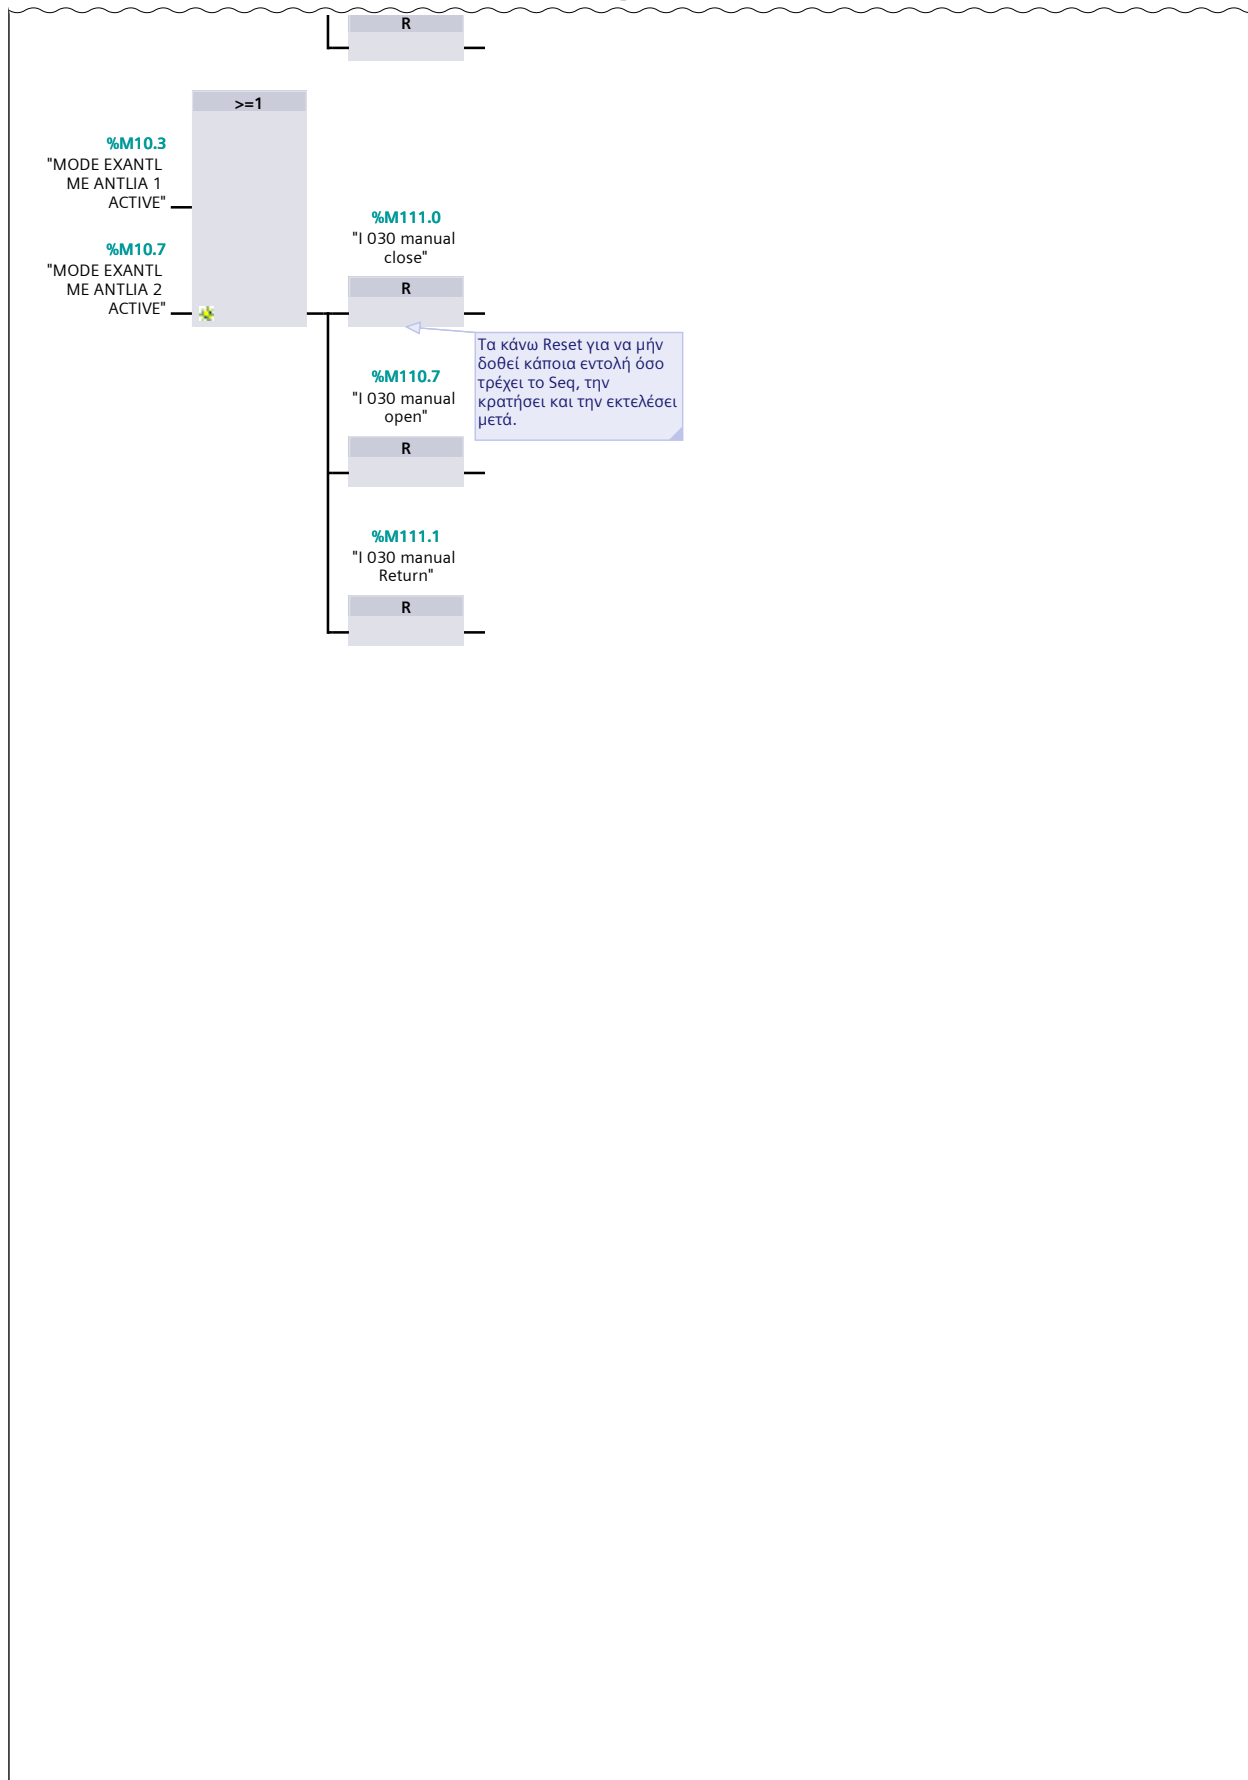 R
>=1
%M10.3
"MODE EXANTL
ME ANTLIA 1
ACTIVE"
%M10.7
"MODE EXANTL
ME ANTLIA 2
ACTIVE"
%M111.0
"I 030 manual
close"
R
Τα κάνω Reset για να μήν
δοθεί κάποια εντολή όσο
τρέχει το Seq, την
κρατήσει και την εκτελέσει
μετά.
%M110.7
"I 030 manual
open"
R
%M111.1
"I 030 manual
Return"
R